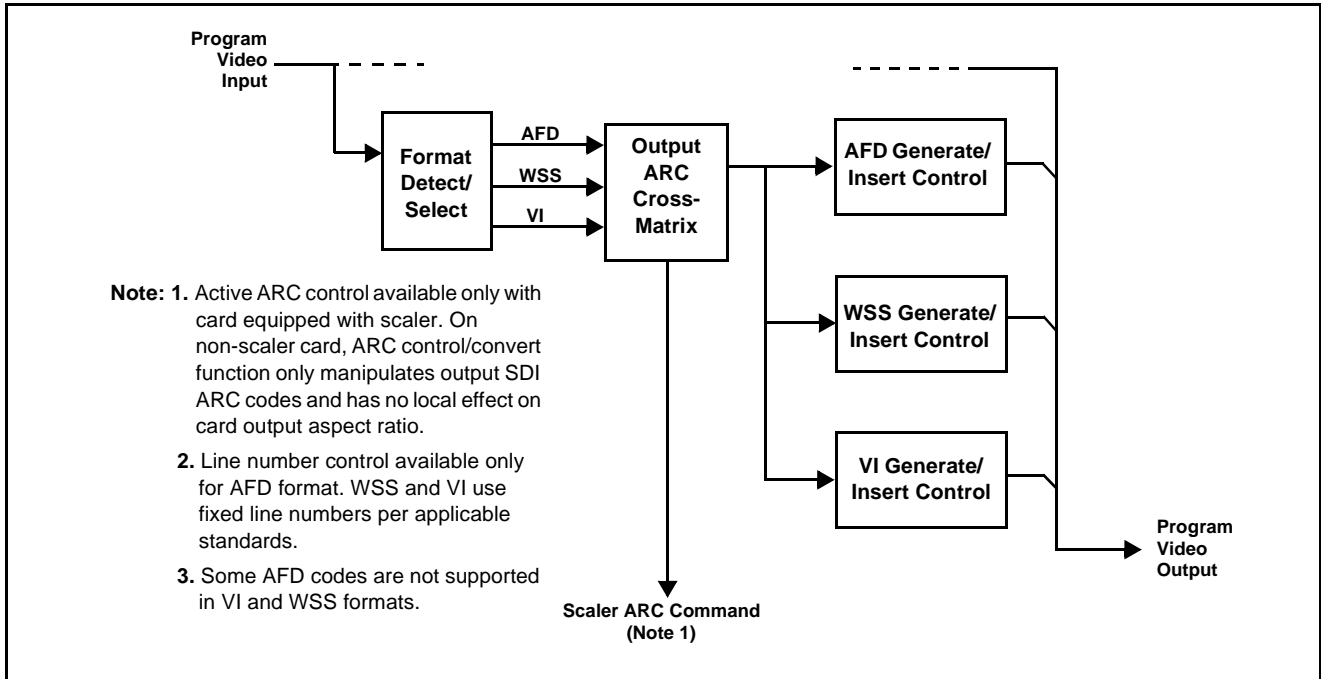 Program
Video
Input
Format
Detect/
Select
AFD
WSS
VI
Output
ARC
Cross-
Matrix
AFD Generate/
Insert Control
WSS Generate/
Insert Control
VI Generate/
Insert Control
Program
Video
Output
Note: 1. Active ARC control available only with
card equipped with scaler. On
non-scaler card, ARC control/convert
function only manipulates output SDI
ARC codes and has no local effect on
card output aspect ratio.
2. Line number control available only
for AFD format. WSS and VI use
fixed line numbers per applicable
standards.
3. Some AFD codes are not supported
in VI and WSS formats.
Scaler ARC Command
(Note 1)